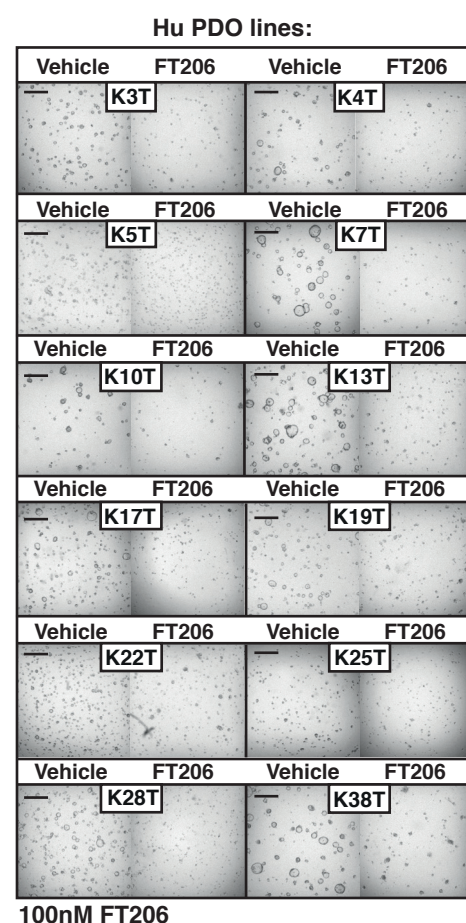 Hu PDO lines:
Vehicle FT206 Vehicle FT206
K3T K4T
Vehicle FT206 Vehicle FT206
K5T K7T
Vehicle FT206 Vehicle FT206
K10T K13T
Vehicle FT206 Vehicle FT206
K17T K19T
Vehicle FT206 Vehicle FT206
K22T K25T
Vehicle FT206 Vehicle FT206
K28T K38T
100nM FT206